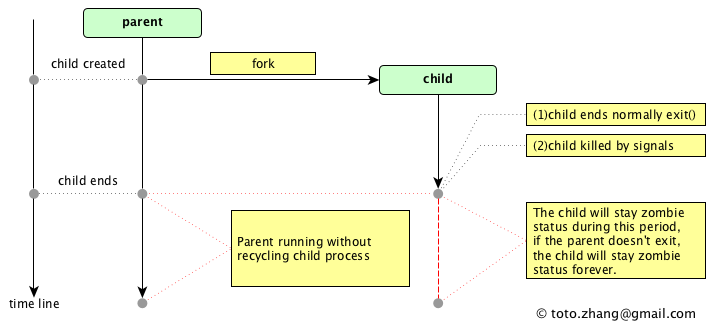 parent
child created
fork
child
(1)child ends normally exit()
(2)child killed by signals
child ends
Parent running without
recycling child process
The child will stay zombie
status during this period,
if the parent doesn't exit,
the child will stay zombie
status forever.
time line
© toto.zhang@gmail.com